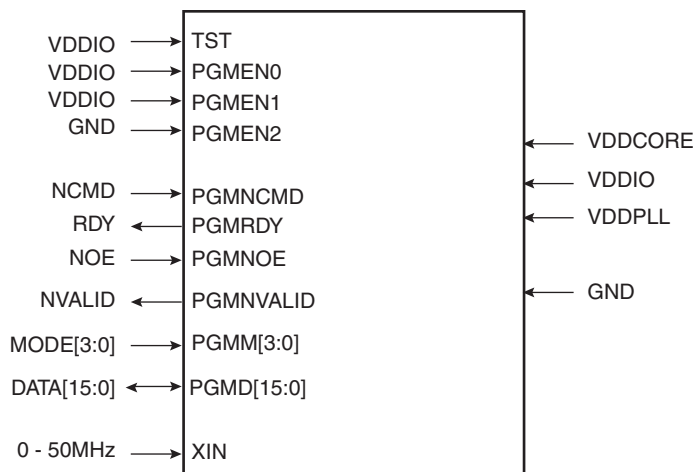 VDDIO TST
VDDIO PGMEN0
VDDIO PGMEN1
GND PGMEN2
VDDCORE
VDDIO
NCMD PGMNCMD
VDDPLL
RDY PGMRDY
NOE PGMNOE
GND
NVALID PGMNVALID
MODE[3:0] PGMM[3:0]
DATA[15:0] PGMD[15:0]
0 - 50MHz XIN